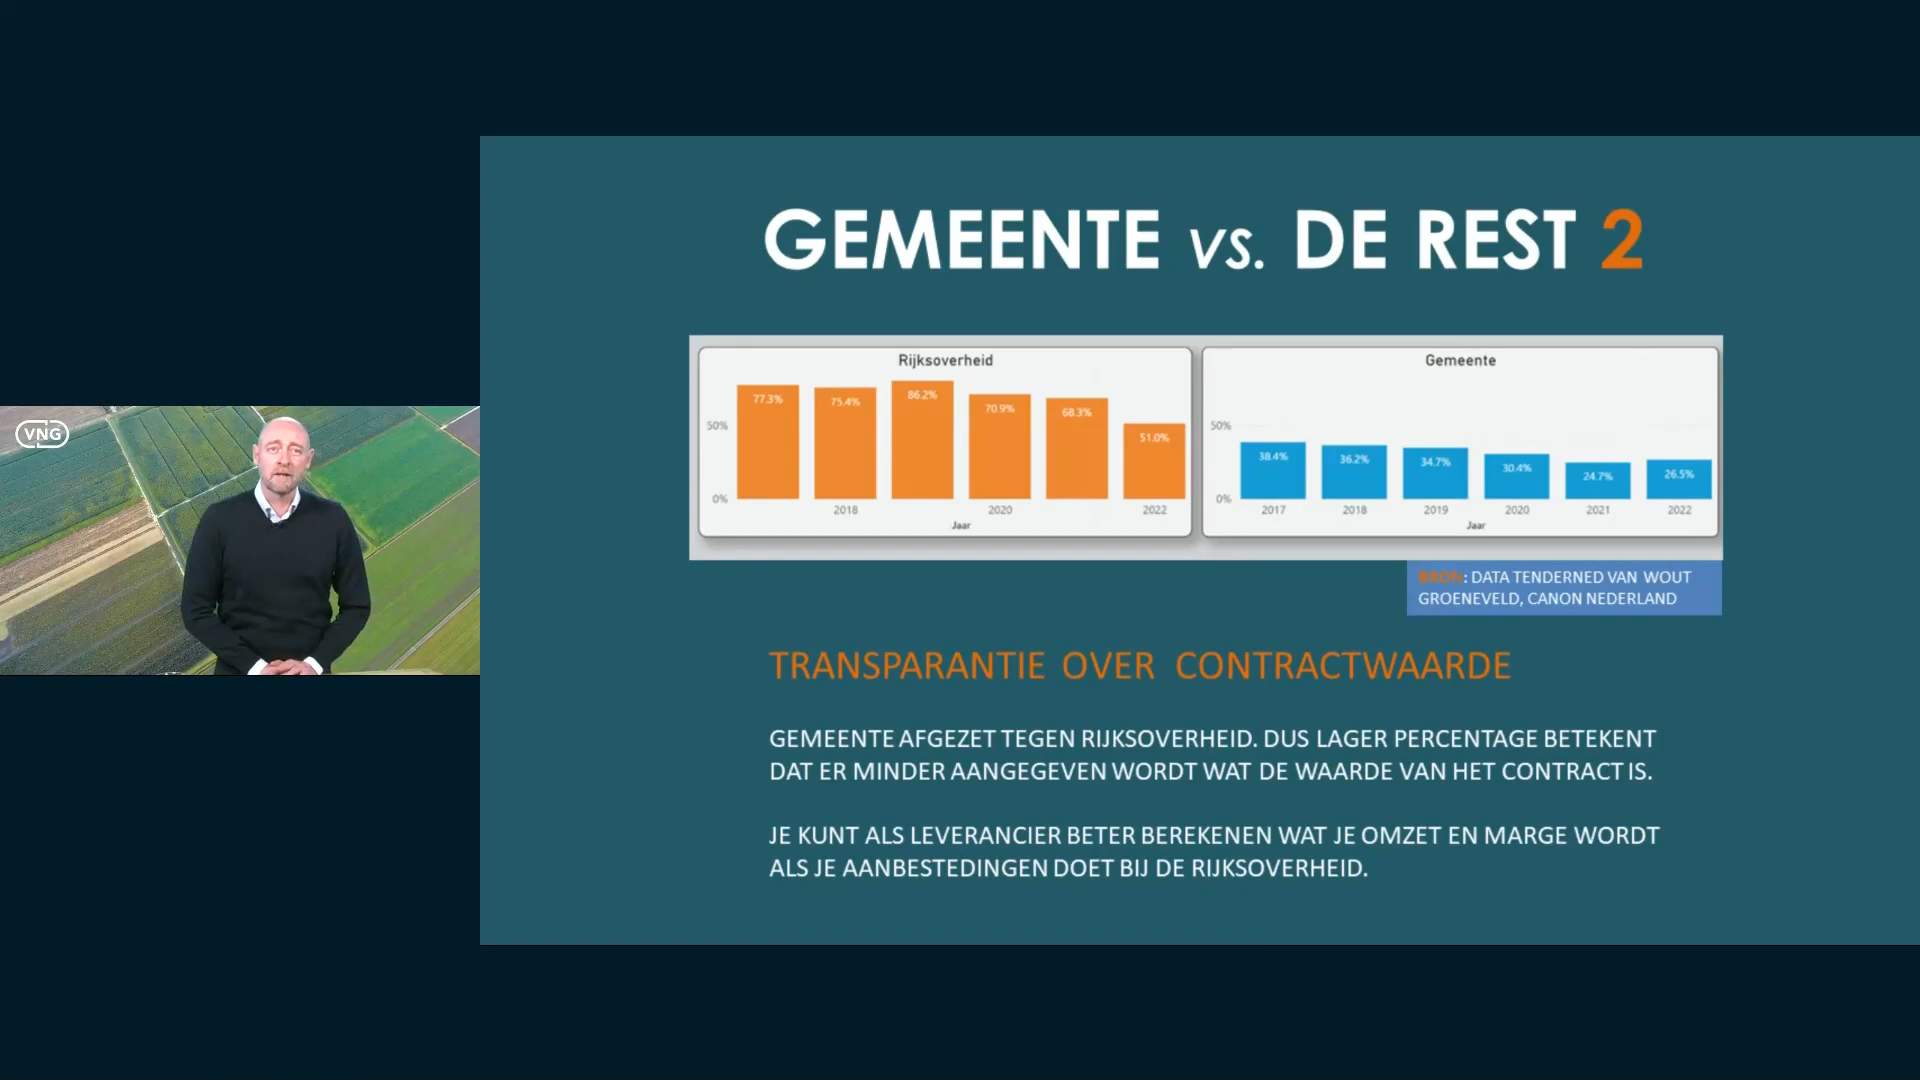 VNG
GEMEENTE vs. DE REST 2
Rijksoverheid
77.3%
75.4%
86.2%
70.9%
68.3%
51.0%
50%
0%
2018
2020
2022
Jaar
Gemeente
50%
0%
38.4%
36.2%
34.7%
30.4%
24.7%
26.5%
2017
2018
2019
2020
2021
2022
Jaar
BRON: DATA TENDERNED VAN WOUT
GROENEVELD, CANON NEDERLAND
TRANSPARANTIE OVER CONTRACTWAARDE
GEMEENTE AFGEZET TEGEN RIJKSOVERHEID. DUS LAGER PERCENTAGE BETEKENT
DAT ER MINDER AANGEGEVEN WORDT WAT DE WAARDE VAN HET CONTRACT IS.
JE KUNT ALS LEVERANCIER BETER BEREKENEN WAT JE OMZET EN MARGE WORDT
ALS JE AANBESTEDINGEN DOET BIJ DE RIJKSOVERHEID.